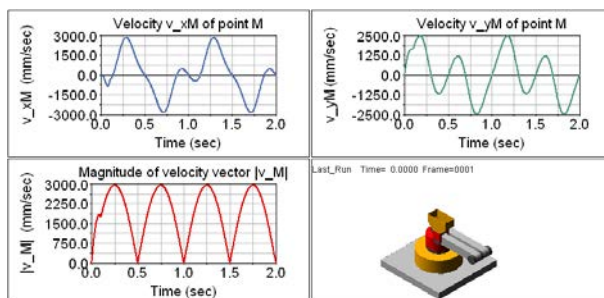 Velocity v_xM of point M
3000.0
1500.0
0.0
-1500.0
-3000.0
v_xM (mm/sec)
0.0 0.5 1.0 1.5 2.0
Time (sec)
Velocity v_yM of point M
2500.0
1250.0
0.0
-1250.0
-2500.0
v_yM (mm/sec)
0.0 0.5 1.0 1.5 2.0
Time (sec)
Magnitude of velocity vector |v_M|
3000.0
2250.0
1500.0
750.0
0.0
|v_M| (mm/sec)
0.0 0.5 1.0 1.5 2.0
Time (sec)
Last_Run Time= 0.0000 Frame=0001